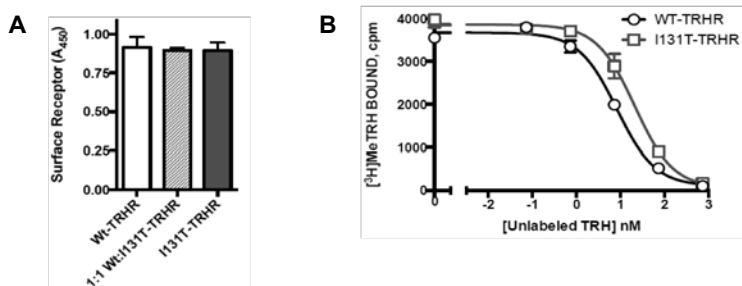 A
Surface Receptor (A450)
1.00
0.75
0.50
0.25
0.00
Wt-TRHR
1:1 Wt:I131T-TRHR
I131T-TRHR
B
[³H]MeTRH BOUND, cpm
4000
3000
2000
1000
0
0
-2
-1
0
1
2
3
[Unlabeled TRH] nM
WT-TRHR
I131T-TRHR